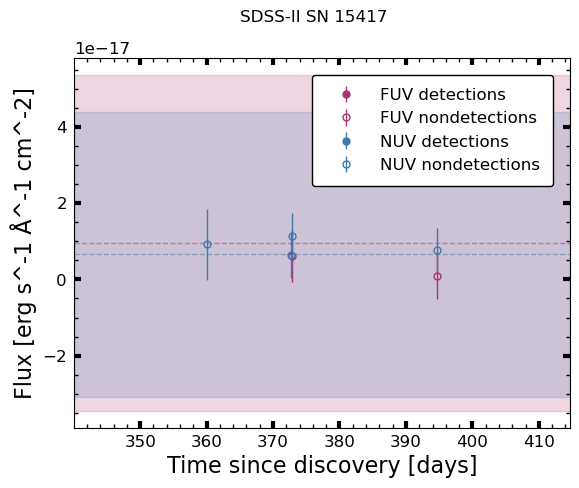 SDSS-II SN 15417
1e−17
FUV detections
FUV nondetections
NUV detections
NUV nondetections
4
2
0
−2
Flux [erg s^-1 Å^-1 cm^-2]
350 360 370 380 390 400 410
Time since discovery [days]